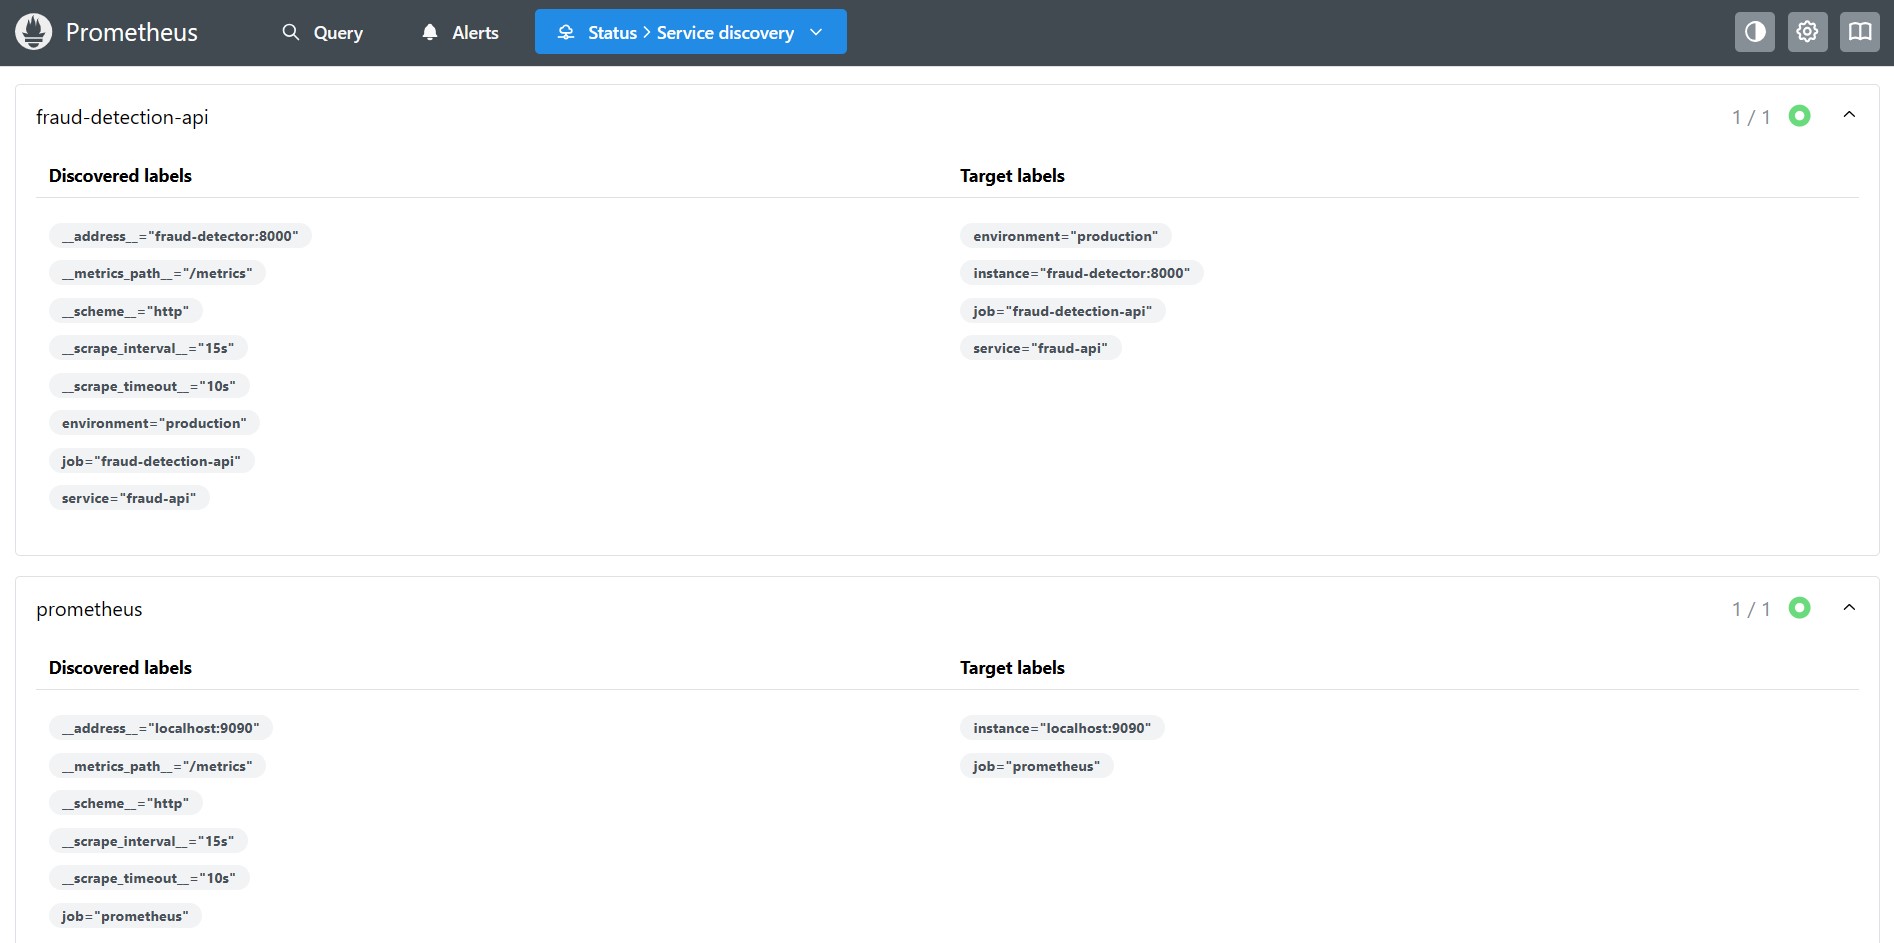 Prometheus Query Alerts Status > Service discovery
fraud-detection-api 1 / 1
Discovered labels Target labels
__address__="fraud-detector:8000" environment="production"
__metrics_path__="/metrics" instance="fraud-detector:8000"
__scheme__="http" job="fraud-detection-api"
__scrape_interval__="15s" service="fraud-api"
__scrape_timeout__="10s"
environment="production"
job="fraud-detection-api"
service="fraud-api"
prometheus 1 / 1
Discovered labels Target labels
__address__="localhost:9090" instance="localhost:9090"
__metrics_path__="/metrics" job="prometheus"
__scheme__="http"
__scrape_interval__="15s"
__scrape_timeout__="10s"
job="prometheus"